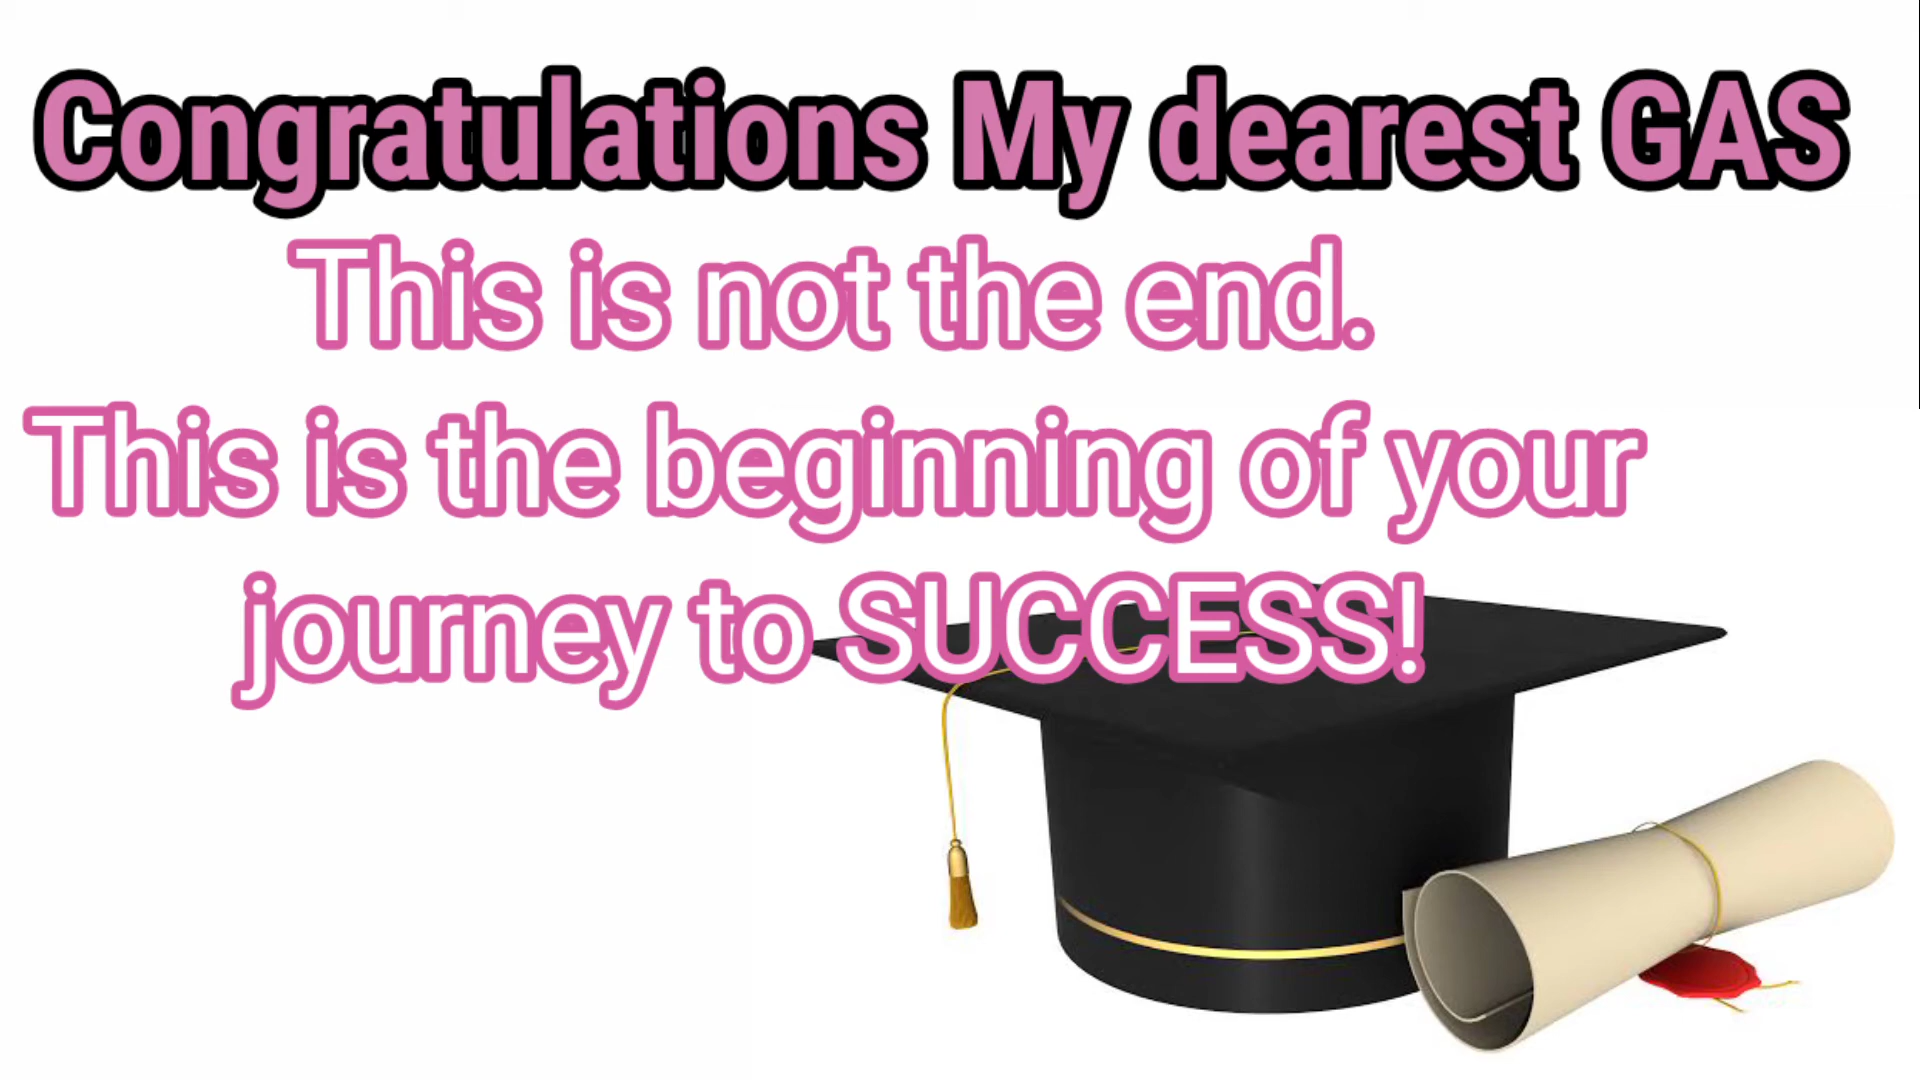 Congratulations My dearest GAS
This is not the end.
This is the beginning of your
journey to SUCCESS!